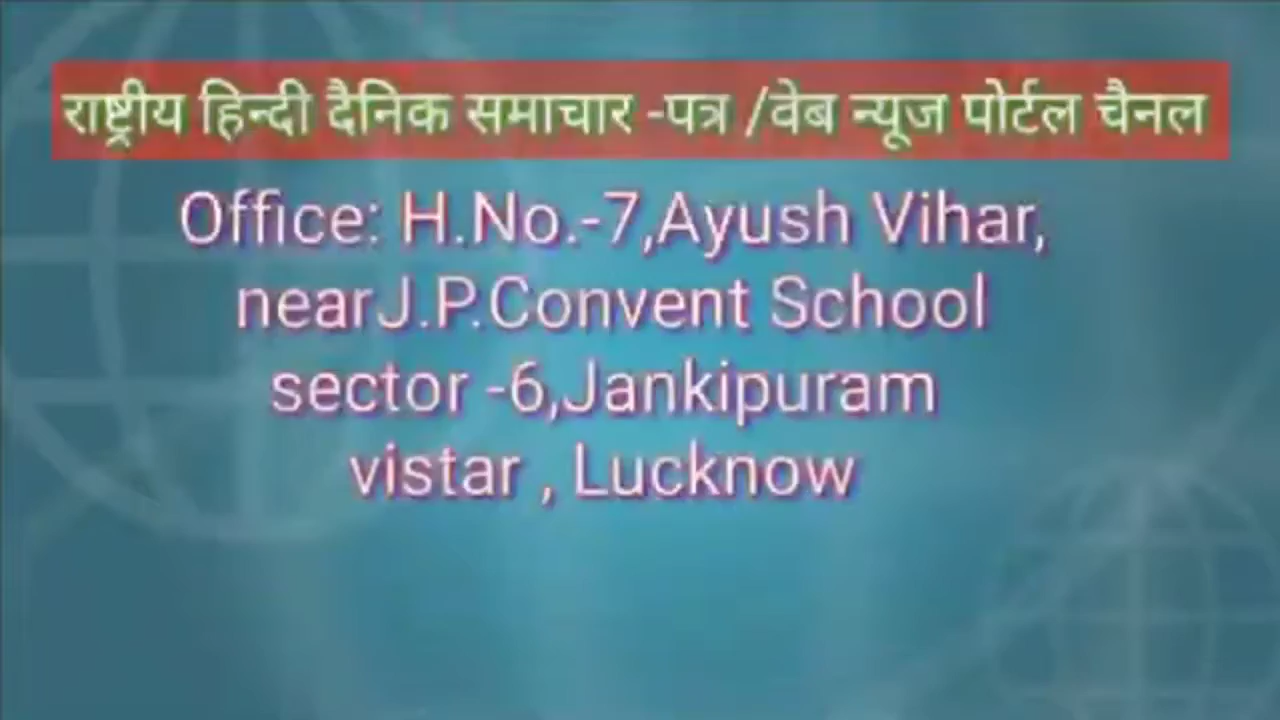 राष्ट्रीय हिन्दी दैनिक समाचार -पत्र /वेब न्यूज पोर्टल चैनल
Office: H.No.-7,Ayush Vihar,
nearJ.P.Convent School
sector -6,Jankipuram
vistar , Lucknow